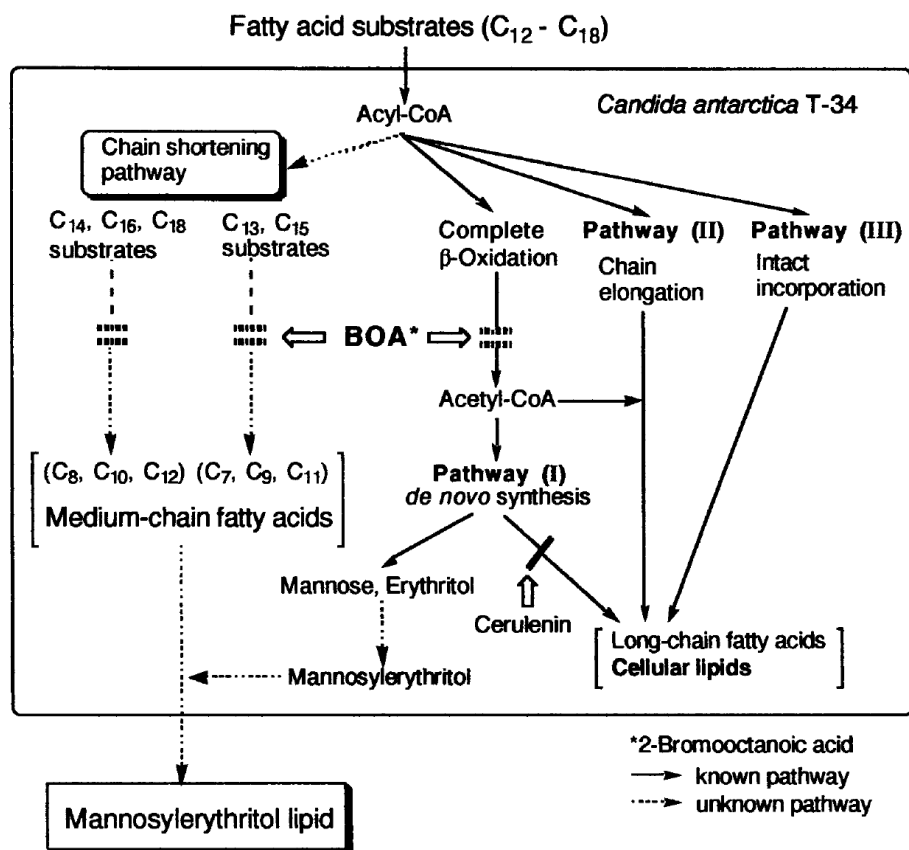 Fatty acid substrates (C12 - C18)
Candida antarctica T-34
Acyl-CoA
Chain shortening
pathway
C14, C16, C18
substrates
C13, C15
substrates
Complete
β-Oxidation
Pathway (II)
Chain
elongation
Pathway (III)
Intact
incorporation
BOA*
Acetyl-CoA
(C8, C10, C12) (C7, C9, C11)
Medium-chain fatty acids
Pathway (I)
de novo synthesis
Mannose, Erythritol
Cerulenin
Mannosylerythritol
Long-chain fatty acids
Cellular lipids
*2-Bromooctanoic acid
known pathway
unknown pathway
Mannosylerythritol lipid